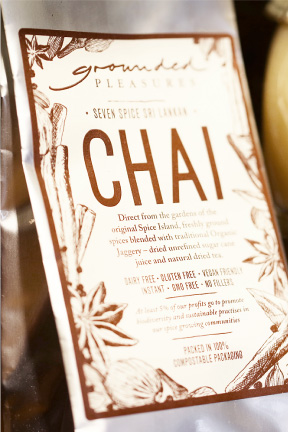 grounded
PLEASURES
• SEVEN SPICE SRI LANKAN •
CHAI
Direct from the gardens of the
original Spice Island, freshly ground
spices blended with traditional Organic
Jaggery – dried unrefined sugar cane
juice and natural dried tea.
DAIRY FREE • GLUTEN FREE • VEGAN FRIENDLY
INSTANT • GMO FREE • NO FILLERS
At least 5% of our profits go to promote
biodiversity and sustainable practises in
our spice growing communities
PACKED IN 100%
COMPOSTABLE PACKAGING